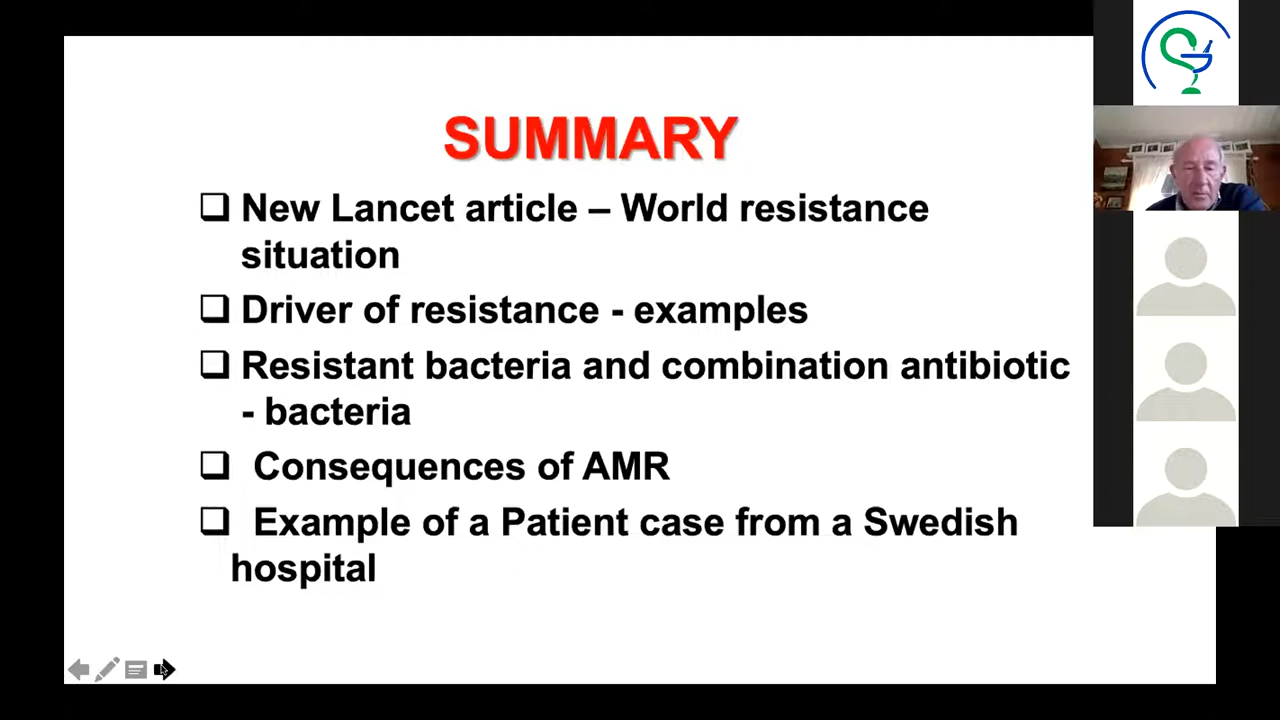 SUMMARY
❑ New Lancet article – World resistance
situation
❑ Driver of resistance - examples
❑ Resistant bacteria and combination antibiotic
- bacteria
❑ Consequences of AMR
❑ Example of a Patient case from a Swedish
hospital